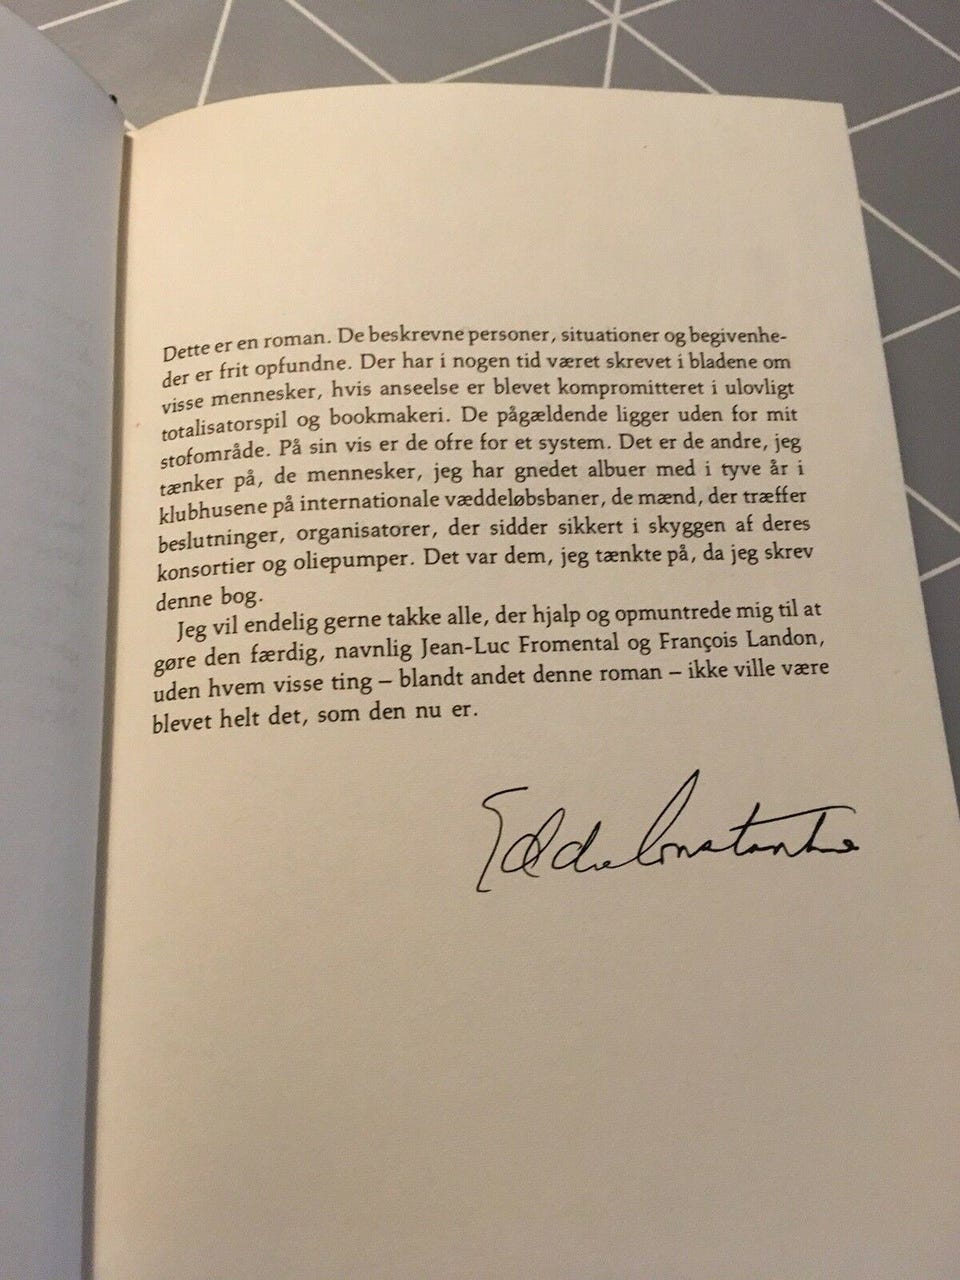 Dette er en roman. De beskrevne personer, situationer og begivenhe-
der er frit opfundne. Der har i nogen tid været skrevet i bladene om
visse mennesker, hvis anseelse er blevet kompromitteret i ulovligt
totalisatorspil og bookmakeri. De pågældende ligger uden for mit
stofområde. På sin vis er de ofre for et system. Det er de andre, jeg
tænker på, de mennesker, jeg har gnedet albuer med i tyve år i
klubhusene på internationale væddeløbsbaner, de mænd, der træffer
beslutninger, organisatorer, der sidder sikkert i skyggen af deres
konsortier og oliepumper. Det var dem, jeg tænkte på, da jeg skrev
denne bog.
Jeg vil endelig gerne takke alle, der hjalp og opmuntrede mig til at
gøre den færdig, navnlig Jean-Luc Fromental og François Landon,
uden hvem visse ting – blandt andet denne roman – ikke ville være
blevet helt det, som den nu er.
Eddie Constantine